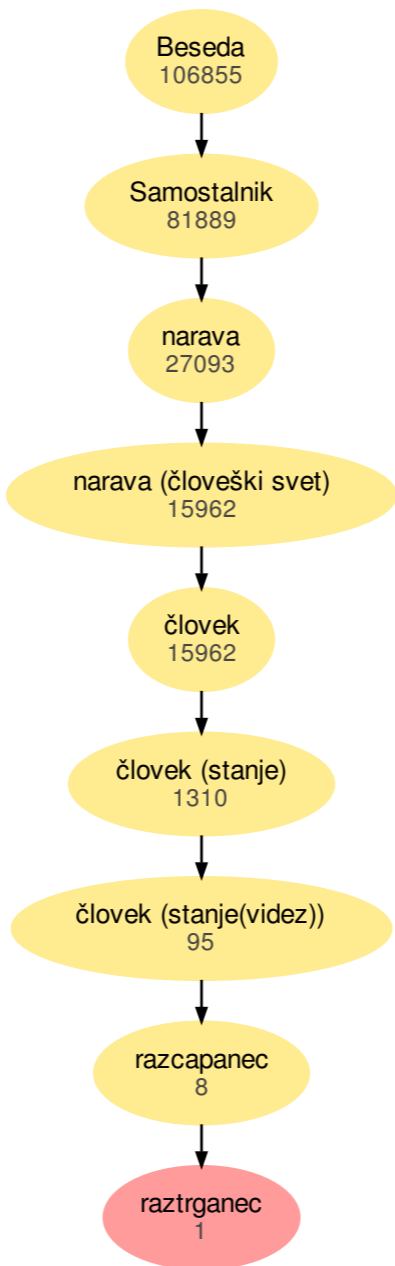 Beseda
106855
Samostalnik
81889
narava
27093
narava (človeški svet)
15962
človek
15962
človek (stanje)
1310
človek (stanje(videz))
95
razcapanec
8
raztrganec
1